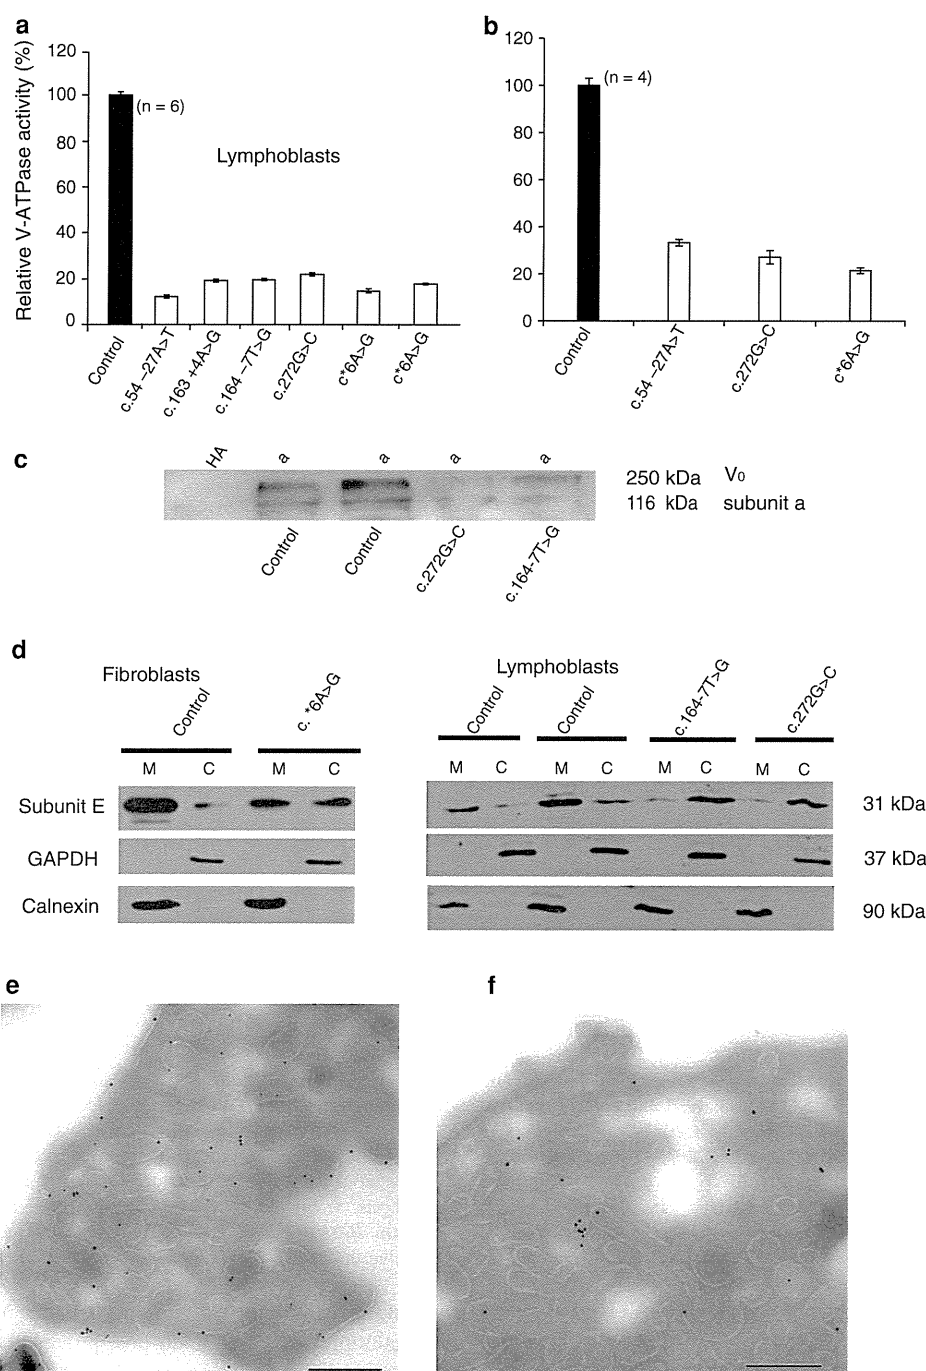 a
Relative V-ATPase activity (%)
120
100
80
60
40
20
0
(n = 6)
Lymphoblasts
Control
c.54 –27A>T
c.163 +4A>G
c.164 –7T>G
c.272G>C
c*6A>G
c*6A>G
b
120
100
80
60
40
20
0
(n = 4)
Control
c.54 –27A>T
c.272G>C
c*6A>G
c
HA
a
a
a
a
250 kDa V0
116 kDa subunit a
Control
Control
c.272G>C
c.164-7T>G
d
Fibroblasts
Control
c.*6A>G
M C M C
Lymphoblasts
Control
Control
c.164-7T>G
c.272G>C
M C M C M C M C
Subunit E
31 kDa
GAPDH
37 kDa
Calnexin
90 kDa
e
f